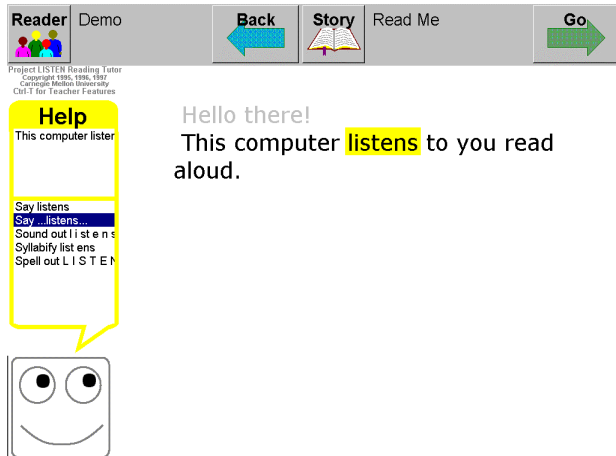 Reader Demo Back Story Read Me Go
Project LISTEN Reading Tutor
Copyright 1995, 1996, 1997
Carnegie Mellon University
Ctrl-T for Teacher Features
Help
This computer listen
Say listens
Say ...listens...
Sound out l i s t e n s
Syllabify list ens
Spell out L I S T E N
Hello there!
This computer listens to you read
aloud.